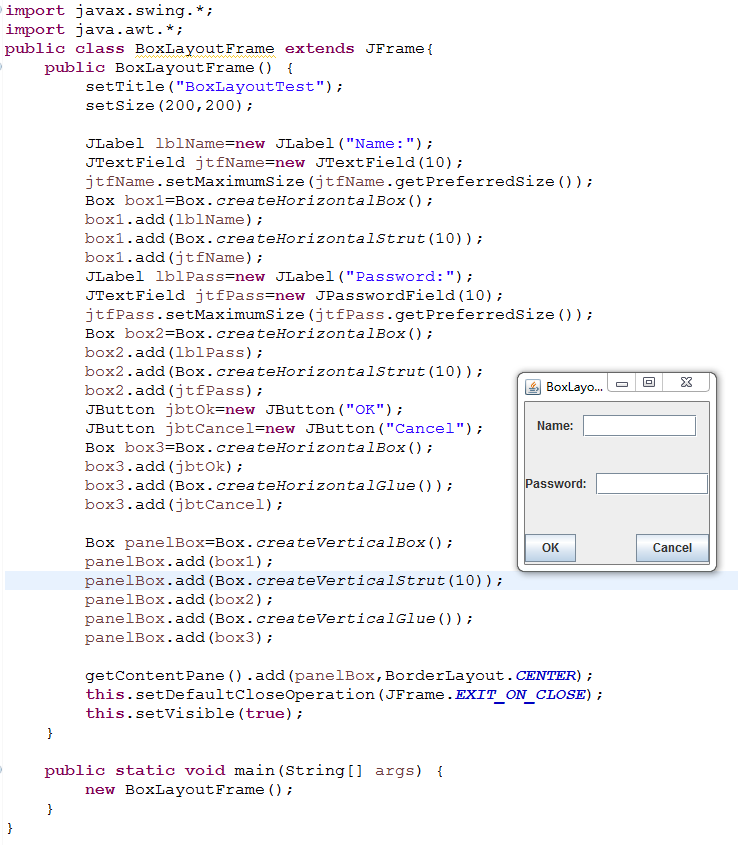 import javax.swing.*;
import java.awt.*;
public class BoxLayoutFrame extends JFrame{
    public BoxLayoutFrame() {
        setTitle("BoxLayoutTest");
        setSize(200,200);

        JLabel lblName=new JLabel("Name:");
        JTextField jtfName=new JTextField(10);
        jtfName.setMaximumSize(jtfName.getPreferredSize());
        Box box1=Box.createHorizontalBox();
        box1.add(lblName);
        box1.add(Box.createHorizontalStrut(10));
        box1.add(jtfName);
        JLabel lblPass=new JLabel("Password:");
        JTextField jtfPass=new JPasswordField(10);
        jtfPass.setMaximumSize(jtfPass.getPreferredSize());
        Box box2=Box.createHorizontalBox();
        box2.add(lblPass);
        box2.add(Box.createHorizontalStrut(10));
        box2.add(jtfPass);
        JButton jbtOk=new JButton("OK");
        JButton jbtCancel=new JButton("Cancel");
        Box box3=Box.createHorizontalBox();
        box3.add(jbtOk);
        box3.add(Box.createHorizontalGlue());
        box3.add(jbtCancel);

        Box panelBox=Box.createVerticalBox();
        panelBox.add(box1);
        panelBox.add(Box.createVerticalStrut(10));
        panelBox.add(box2);
        panelBox.add(Box.createVerticalGlue());
        panelBox.add(box3);

        getContentPane().add(panelBox,BorderLayout.CENTER);
        this.setDefaultCloseOperation(JFrame.EXIT_ON_CLOSE);
        this.setVisible(true);
    }

    public static void main(String[] args) {
        new BoxLayoutFrame();
    }
}
BoxLayo...
Name:
Password:
OK Cancel